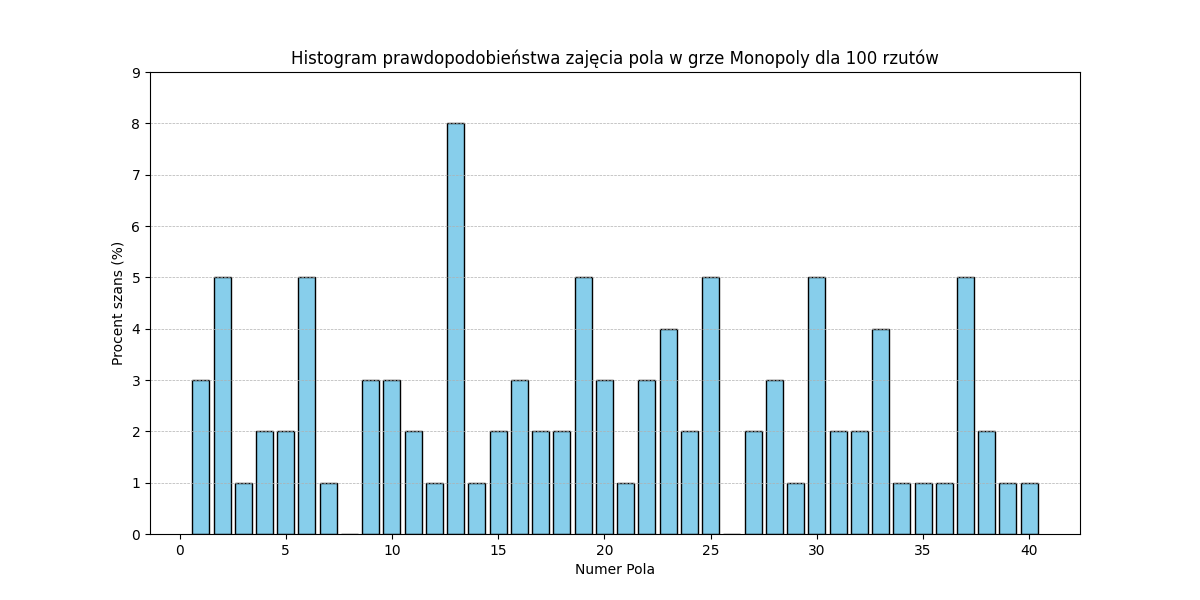 Histogram prawdopodobieństwa zajęcia pola w grze Monopoly dla 100 rzutów
Procent szans (%)
9
8
7
6
5
4
3
2
1
0
0 5 10 15 20 25 30 35 40
Numer Pola